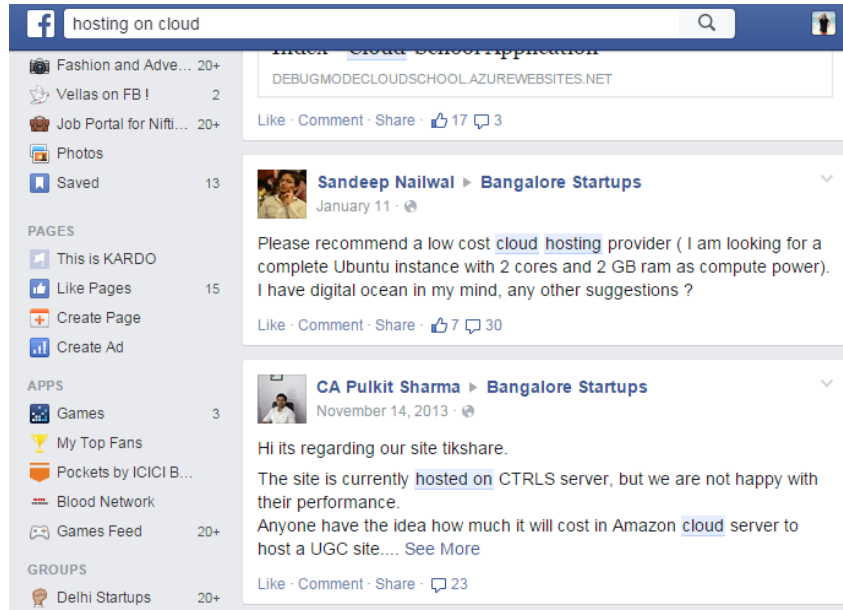 f hosting on cloud
Fashion and Adve... 20+
Vellas on FB ! 2
Job Portal for Nifti... 20+
Photos
Saved 13
PAGES
This is KARDO
Like Pages 15
Create Page
Create Ad
APPS
Games 3
My Top Fans
Pockets by ICICI B...
Blood Network
Games Feed 20+
GROUPS
Delhi Startups 20+
Index - Cloud School Application
DEBUGMODECLOUDSCHOOL.AZUREWEBSITES.NET
Like · Comment · Share · 17 3
Sandeep Nailwal ▸ Bangalore Startups
January 11 ·
Please recommend a low cost cloud hosting provider ( I am looking for a
complete Ubuntu instance with 2 cores and 2 GB ram as compute power).
I have digital ocean in my mind, any other suggestions ?
Like · Comment · Share · 7 30
CA Pulkit Sharma ▸ Bangalore Startups
November 14, 2013 ·
Hi its regarding our site tikshare.
The site is currently hosted on CTRLS server, but we are not happy with
their performance.
Anyone have the idea how much it will cost in Amazon cloud server to
host a UGC site.... See More
Like · Comment · Share · 23